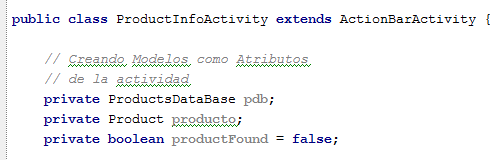 public class ProductInfoActivity extends ActionBarActivity {
// Creando Modelos como Atributos
// de la actividad
private ProductsDataBase pdb;
private Product producto;
private boolean productFound = false;